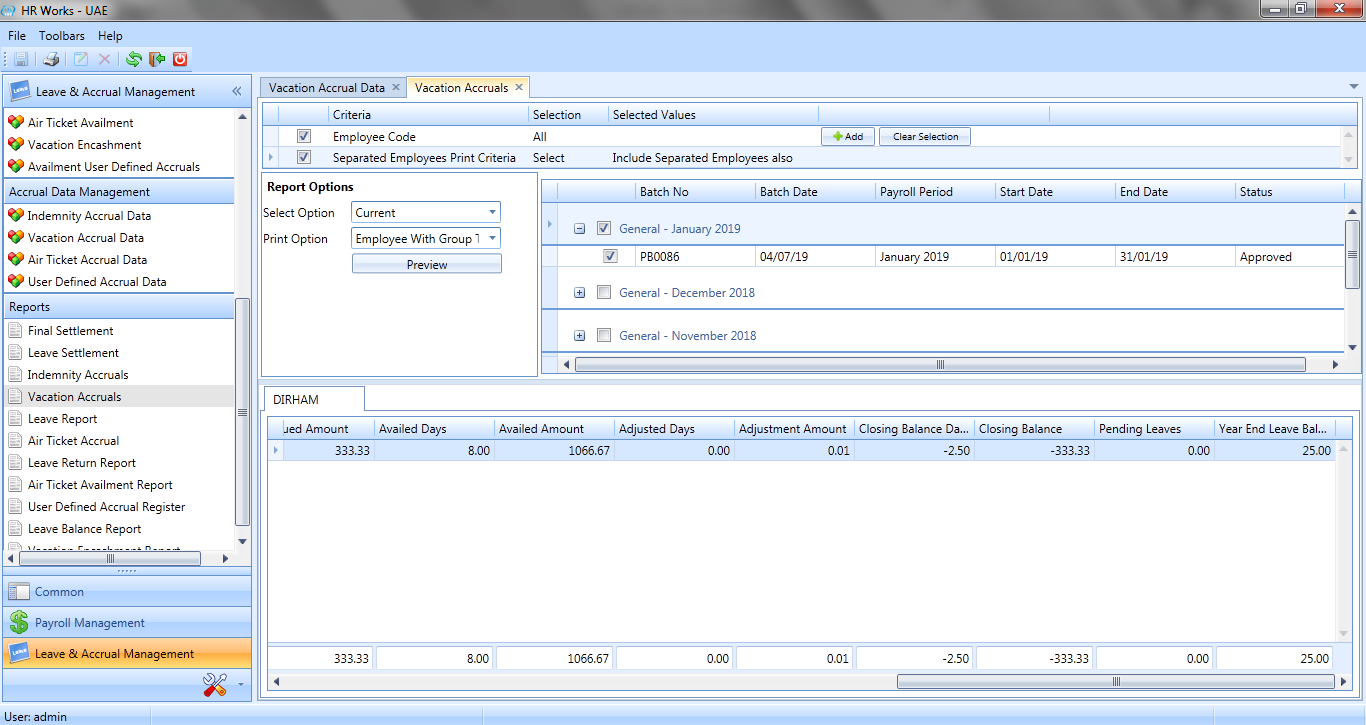 HR Works - UAE
File Toolbars Help
Leave & Accrual Management
Air Ticket Availment
Vacation Encashment
Availment User Defined Accruals
Accrual Data Management
Indemnity Accrual Data
Vacation Accrual Data
Air Ticket Accrual Data
User Defined Accrual Data
Reports
Final Settlement
Leave Settlement
Indemnity Accruals
Vacation Accruals
Leave Report
Air Ticket Accrual
Leave Return Report
Air Ticket Availment Report
User Defined Accrual Register
Leave Balance Report
Vacation Encashment Report
Common
Payroll Management
Leave & Accrual Management
Vacation Accrual Data Vacation Accruals
Criteria Selection Selected Values
Employee Code All Add Clear Selection
Separated Employees Print Criteria Select Include Separated Employees also
Report Options
Select Option Current
Print Option Employee With Group T
Preview
Batch No Batch Date Payroll Period Start Date End Date Status
General - January 2019
PB0086 04/07/19 January 2019 01/01/19 31/01/19 Approved
General - December 2018
General - November 2018
DIRHAM
ued Amount Availed Days Availed Amount Adjusted Days Adjustment Amount Closing Balance Da... Closing Balance Pending Leaves Year End Leave Bal...
333.33 8.00 1066.67 0.00 0.01 -2.50 -333.33 0.00 25.00
333.33 8.00 1066.67 0.00 0.01 -2.50 -333.33 0.00 25.00
User: admin